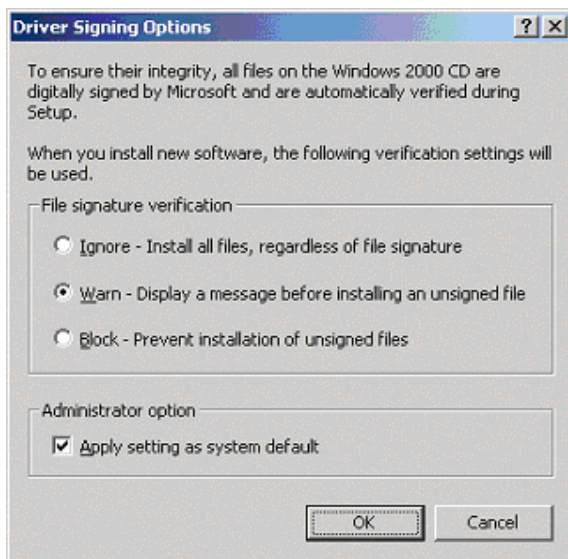 Driver Signing Options
To ensure their integrity, all files on the Windows 2000 CD are
digitally signed by Microsoft and are automatically verified during
Setup.
When you install new software, the following verification settings will
be used.
File signature verification
Ignore - Install all files, regardless of file signature
Warn - Display a message before installing an unsigned file
Block - Prevent installation of unsigned files
Administrator option
Apply setting as system default
OK Cancel